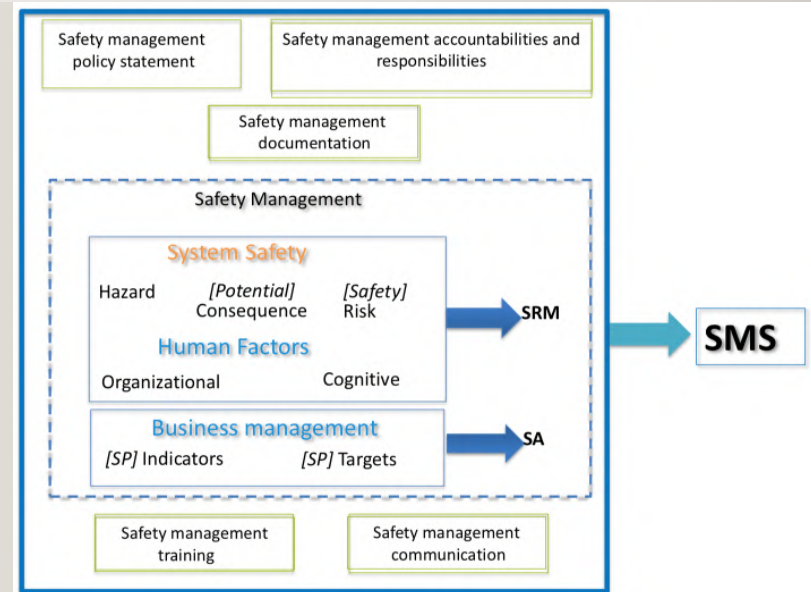 Safety management
policy statement
Safety management accountabilities and
responsibilities
Safety management
documentation
Safety Management
System Safety
Hazard
[Potential]
Consequence
[Safety]
Risk
SRM
Human Factors
Organizational
Cognitive
Business management
[SP] Indicators
[SP] Targets
SA
SMS
Safety management
training
Safety management
communication